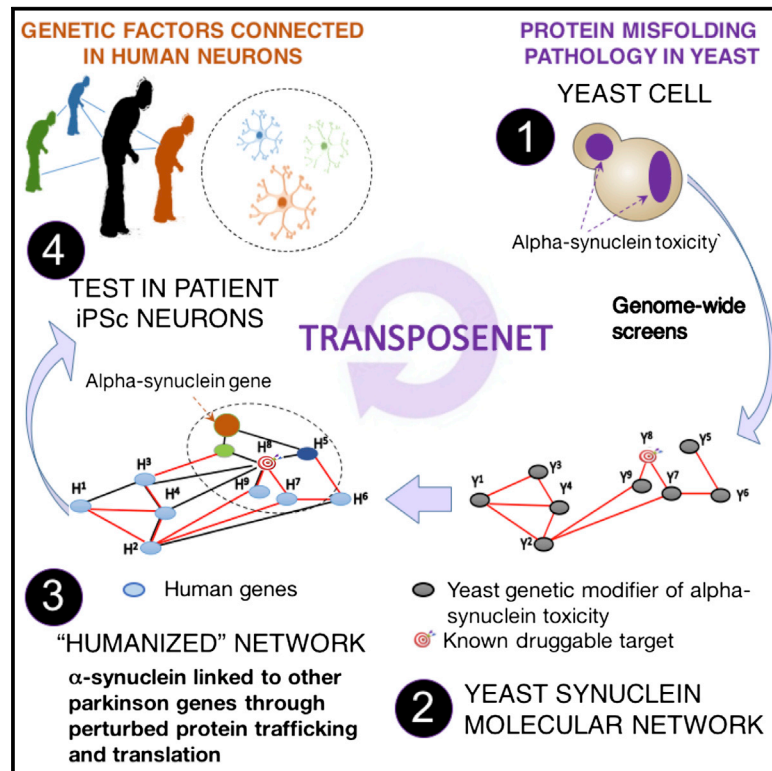 GENETIC FACTORS CONNECTED
IN HUMAN NEURONS
PROTEIN MISFOLDING
PATHOLOGY IN YEAST
YEAST CELL
1
Alpha-synuclein toxicity`
Genome-wide
screens
4
TEST IN PATIENT
iPSc NEURONS
TRANSPOSENET
Alpha-synuclein gene
H8
H5
H3
H1
H4
H9
H7
H6
H2
Y8
Y5
Y3
Y1
Y9
Y7
Y4
Y6
Y2
3
Human genes
"HUMANIZED" NETWORK
α-synuclein linked to other
parkinson genes through
perturbed protein trafficking
and translation
Yeast genetic modifier of alpha-
synuclein toxicity
Known druggable target
2
YEAST SYNUCLEIN
MOLECULAR NETWORK